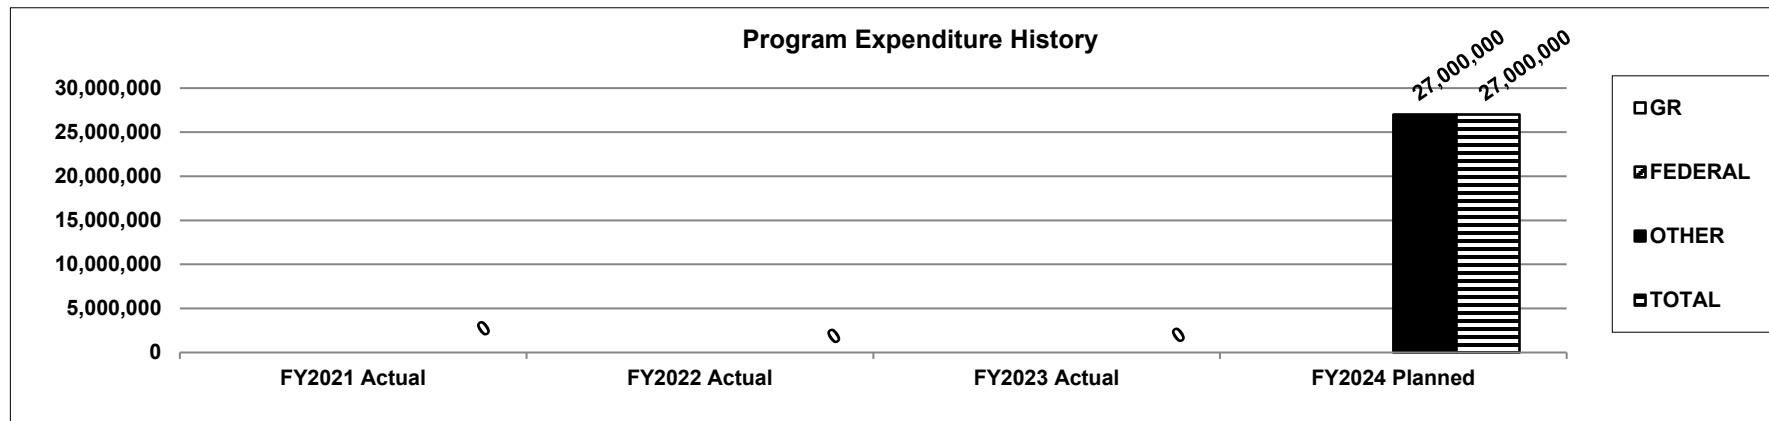 Program Expenditure History
27,000,000 27,000,000
30,000,000
25,000,000
20,000,000
15,000,000
10,000,000
5,000,000
0
0 0 0
FY2021 Actual FY2022 Actual FY2023 Actual FY2024 Planned
GR
FEDERAL
OTHER
TOTAL